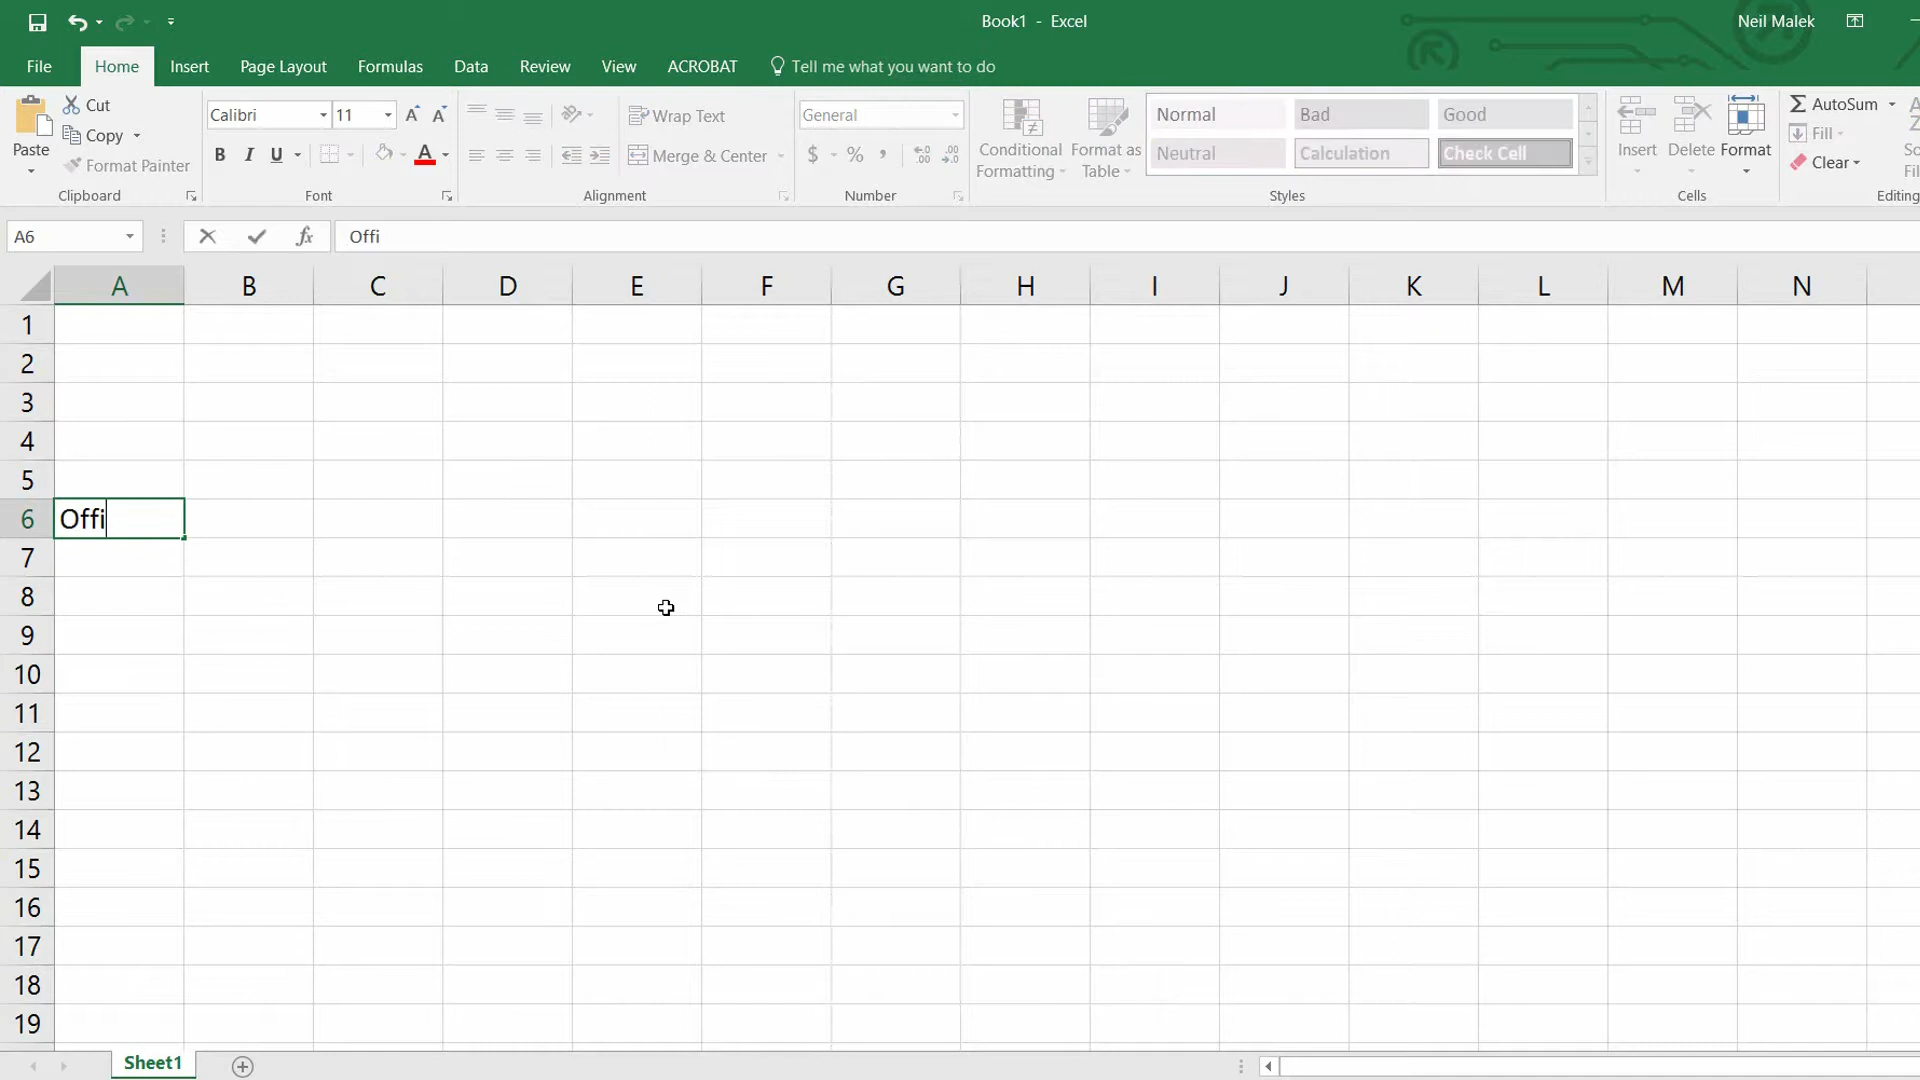 Book1 - Excel
Neil Malek
File Home Insert Page Layout Formulas Data Review View ACROBAT Tell me what you want to do
Paste
Cut
Copy
Format Painter
Clipboard
Calibri 11 A A
B I U A
Font
Wrap Text
Merge & Center
Alignment
General
$ % , .00
Number
Conditional Formatting
Format as Table
Normal Bad Good
Neutral Calculation Check Cell
Styles
Insert Delete Format
Cells
AutoSum
Fill
Clear
Editing
A6 fx Offi
A B C D E F G H I J K L M N
1
2
3
4
5
6 Offi
7
8
9
10
11
12
13
14
15
16
17
18
19
Sheet1